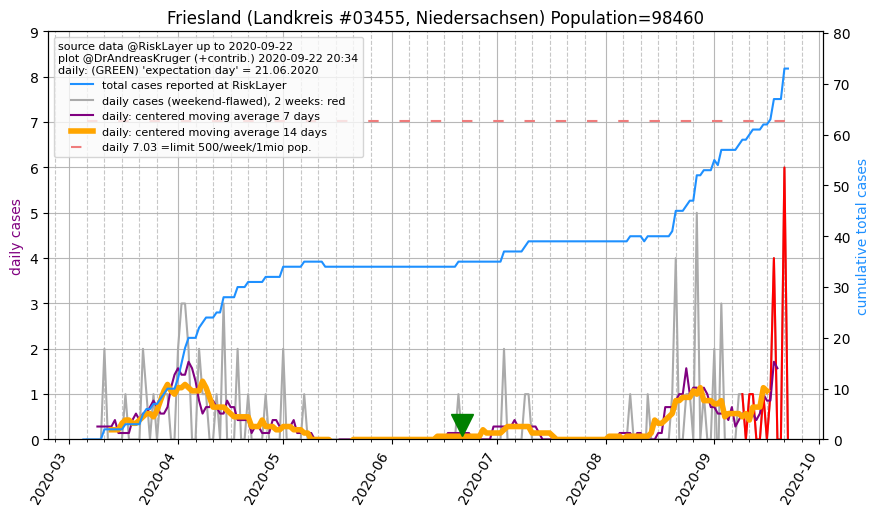 Friesland (Landkreis #03455, Niedersachsen) Population=98460
source data @RiskLayer up to 2020-09-22
plot @DrAndreasKruger (+contrib.) 2020-09-22 20:34
daily: (GREEN) 'expectation day' = 21.06.2020
total cases reported at RiskLayer
daily cases (weekend-flawed), 2 weeks: red
daily: centered moving average 7 days
daily: centered moving average 14 days
daily 7.03 =limit 500/week/1mio pop.
daily cases
9
8
7
6
5
4
3
2
1
0
cumulative total cases
80
70
60
50
40
30
20
10
0
2020-03
2020-04
2020-05
2020-06
2020-07
2020-08
2020-09
2020-10